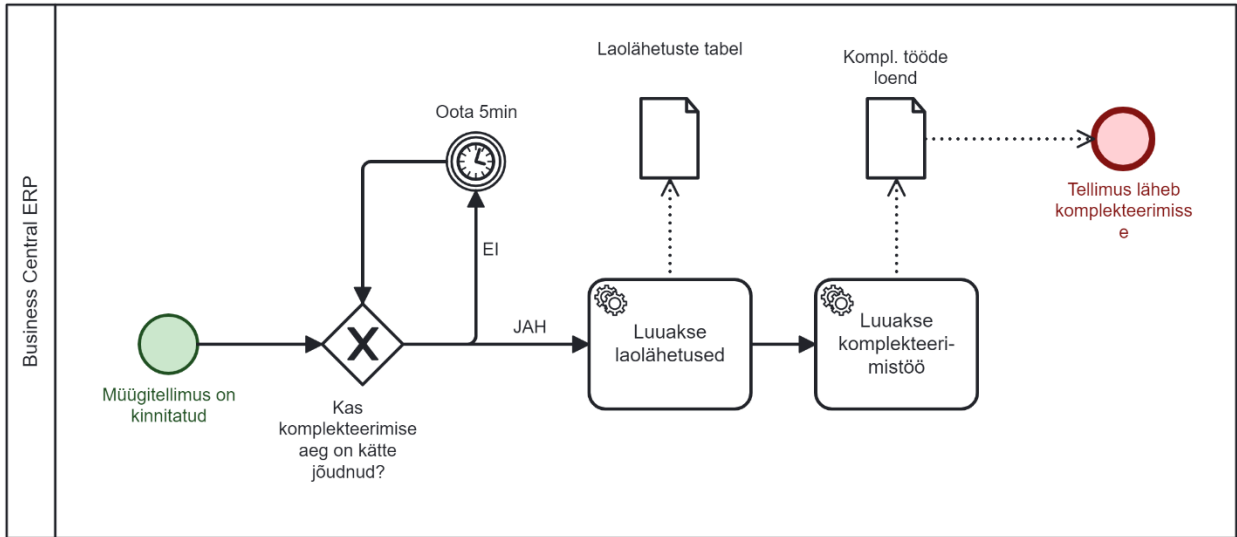 Business Central ERP
Laolähetuste tabel
Kompl. tööde
loend
Oota 5min
EI
JAH
Tellimus läheb
komplekteerimiss
e
Müügitellimus on
kinnitatud
X
Kas
komplekteerimise
aeg on kätte
jõudnud?
Luuakse
laolähetused
Luuakse
komplekteeri-
mistöö